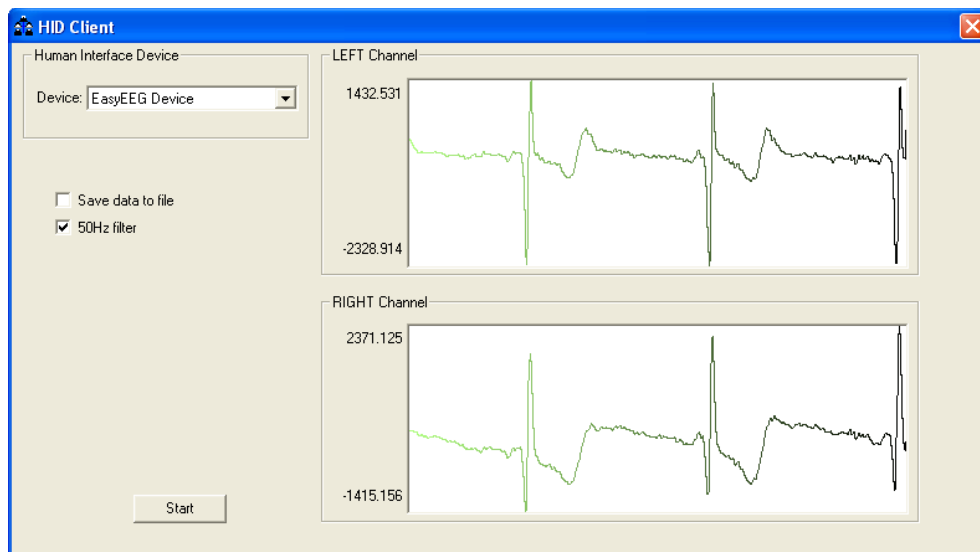 HID Client
Human Interface Device
Device: EasyEEG Device
Save data to file
50Hz filter
Start
LEFT Channel
1432.531
-2328.914
RIGHT Channel
2371.125
-1415.156